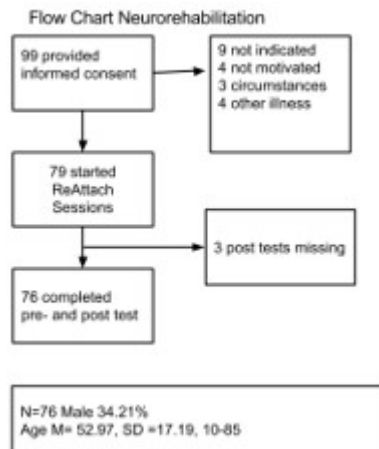 Flow Chart Neurorehabilitation
99 provided
informed consent
9 not indicated
4 not motivated
3 circumstances
4 other illness
79 started
ReAttach
Sessions
3 post tests missing
76 completed
pre- and post test
N=76 Male 34.21%
Age M= 52.97, SD =17.19, 10-85